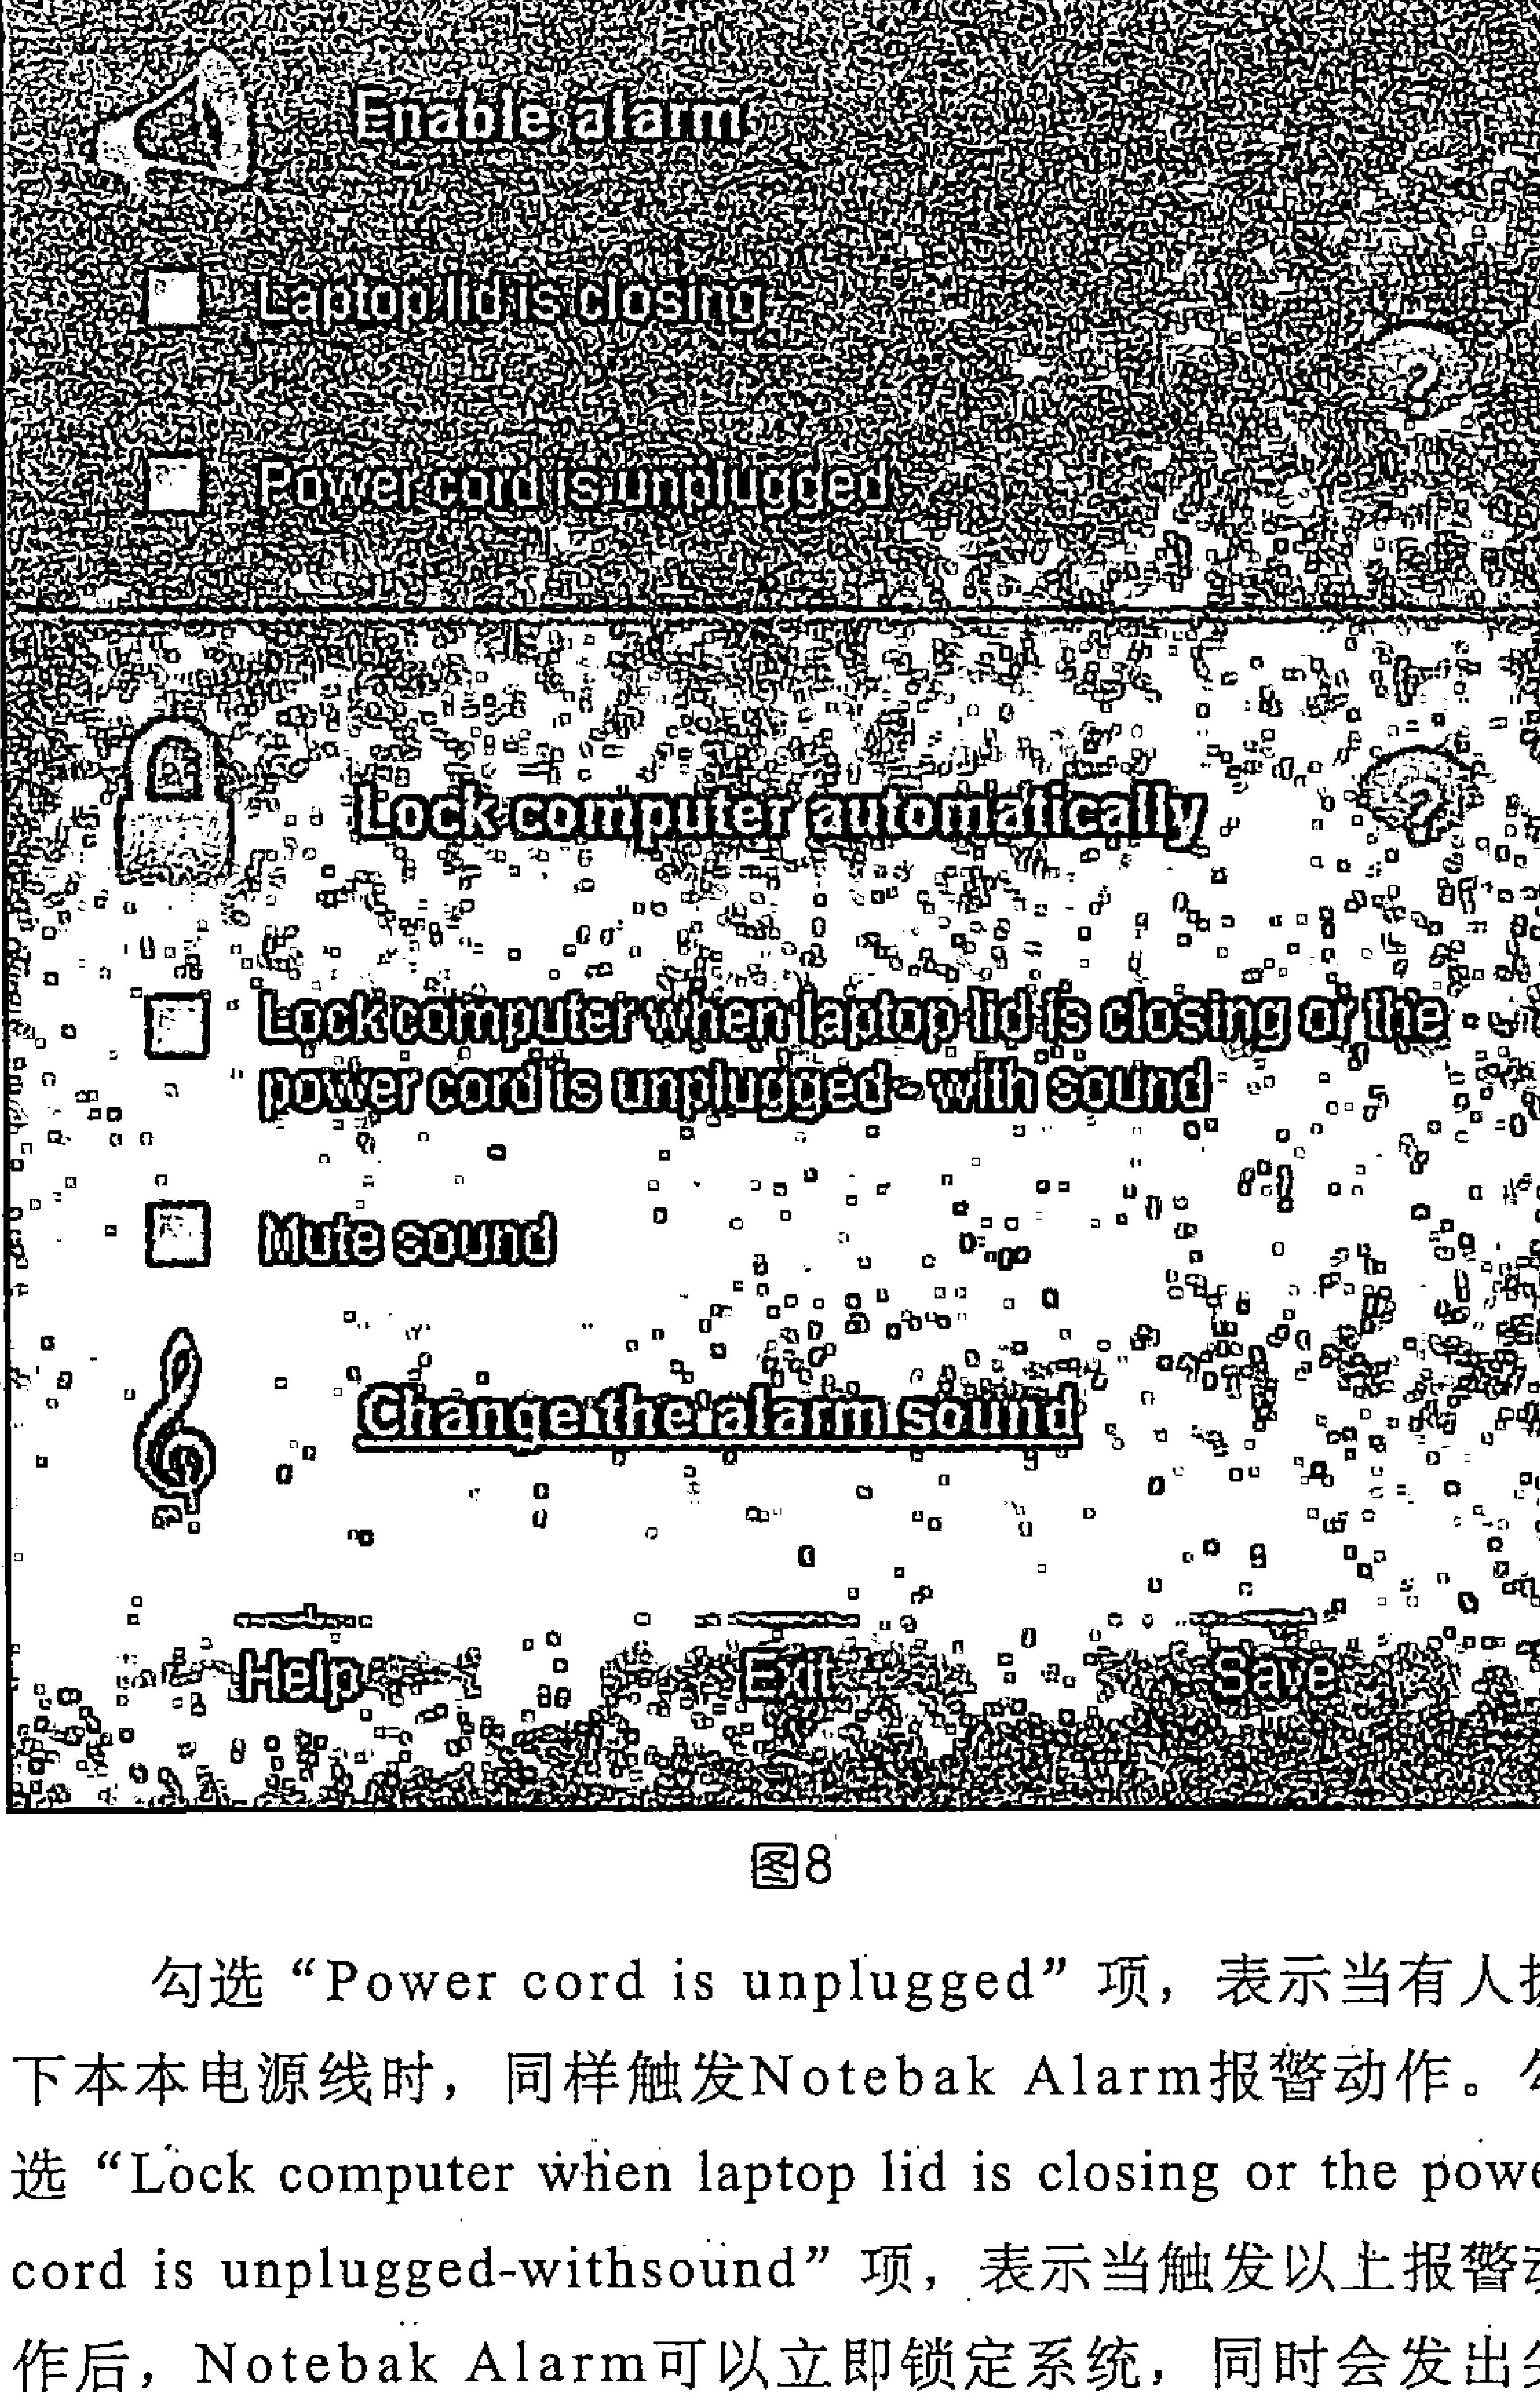 Enable alarm
Laptop lid is closing
?
Power cord is unplugged
Lock computer automatically
?
Lock computer when laptop lid is closing or the
power cord is unplugged - with sound
Mute sound
Change the alarm sound
Help Exit Save
图8
勾选“Power cord is unplugged”项，表示当有人
下本本电源线时，同样触发Notebak Alarm报警动作。
选“Lock computer when laptop lid is closing or the
cord is unplugged-withsound”项，表示当触发以上报警
作后，Notebak Alarm可以立即锁定系统，同时会发出